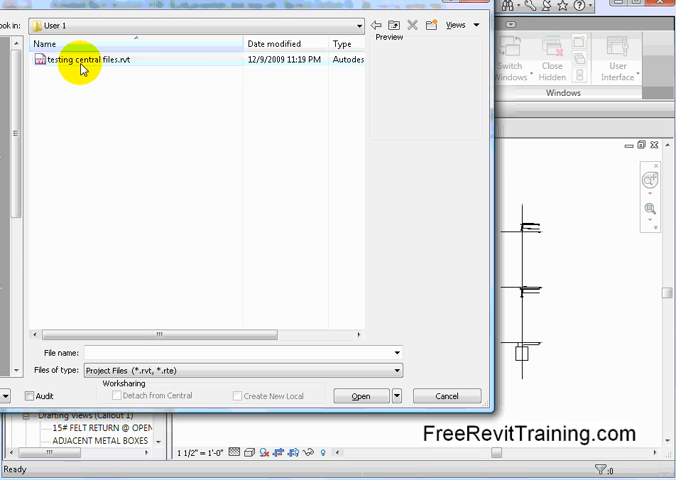 ook in:
User 1
Views
Name
Date modified
Type
Preview
testing central files.rvt
12/9/2009 11:19 PM
Autodes
File name:
Files of type:
Project Files (*.rvt, *.rte)
Worksharing
Audit
Detach from Central
Create New Local
Open
Cancel
Switch
Windows
Close
Hidden
User
Interface
Windows
Drafting Views (Callout 1)
15# FELT RETURN @ OPEN
ADJACENT METAL BOXES
FreeRevitTraining.com
1 1/2" = 1'-0"
Ready
:0